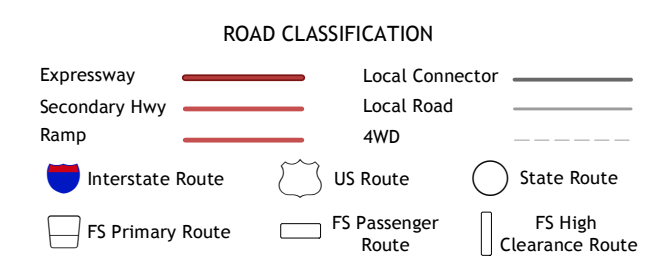 ROAD CLASSIFICATION
Expressway
Local Connector
Secondary Hwy
Local Road
Ramp
4WD
Interstate Route
US Route
State Route
FS Primary Route
FS Passenger
Route
FS High
Clearance Route